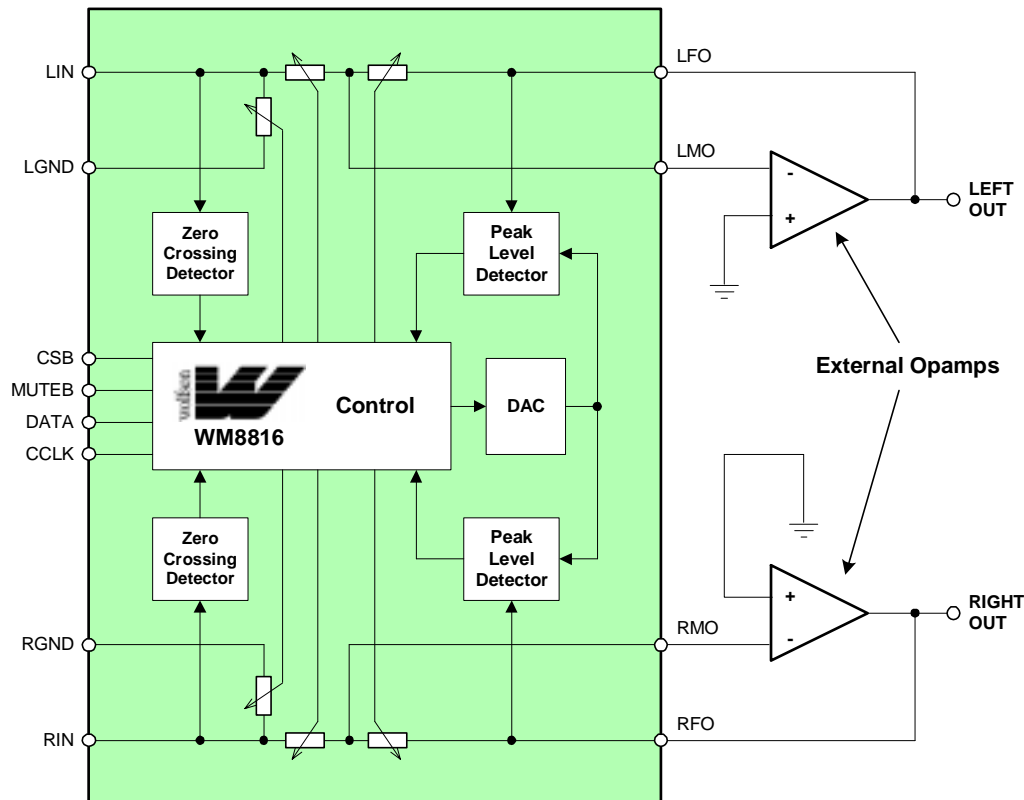 LIN
LFO
LMO
LGND
-
+
LEFT
OUT
Zero
Crossing
Detector
Peak
Level
Detector
CSB
MUTEB
DATA
CCLK
wolfson
WM8816
Control
DAC
External Opamps
Zero
Crossing
Detector
Peak
Level
Detector
+
-
RIGHT
OUT
RGND
RMO
RIN
RFO